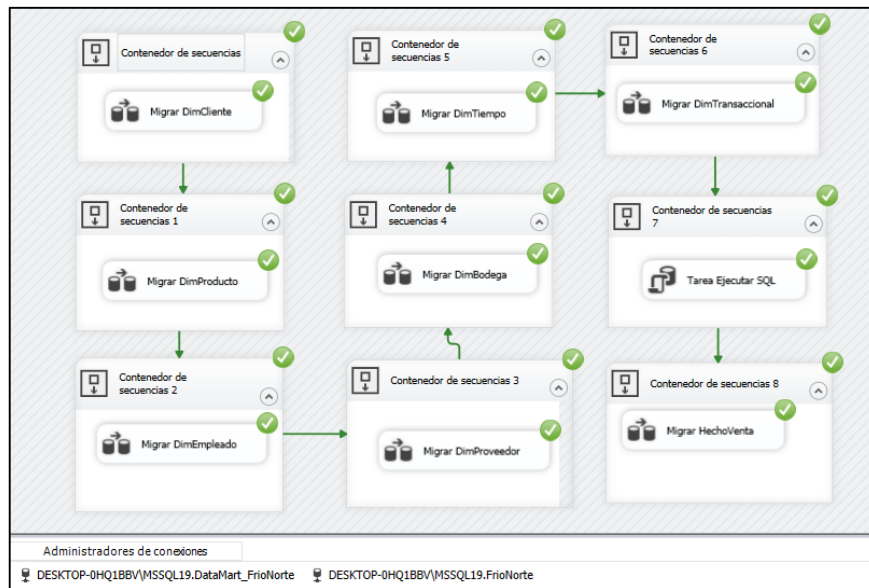 Contenedor de secuencias
Migrar DimCliente
Contenedor de
secuencias 1
Migrar DimProducto
Contenedor de
secuencias 2
Migrar DimEmpleado
Contenedor de secuencias 3
Migrar DimProveedor
Contenedor de
secuencias 4
Migrar DimBodega
Contenedor de
secuencias 5
Migrar DimTiempo
Contenedor de
secuencias 6
Migrar DimTransaccional
Contenedor de secuencias
7
Tarea Ejecutar SQL
Contenedor de secuencias 8
Migrar HechoVenta
Administradores de conexiones
DESKTOP-0HQ1BBV\MSSQL19.DataMart_FrioNorte
DESKTOP-0HQ1BBV\MSSQL19.FrioNorte